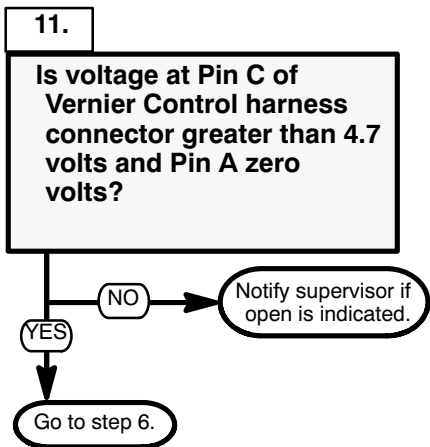 11.
Is voltage at Pin C of
Vernier Control harness
connector greater than 4.7
volts and Pin A zero
volts?
NO
Notify supervisor if
open is indicated.
YES
Go to step 6.